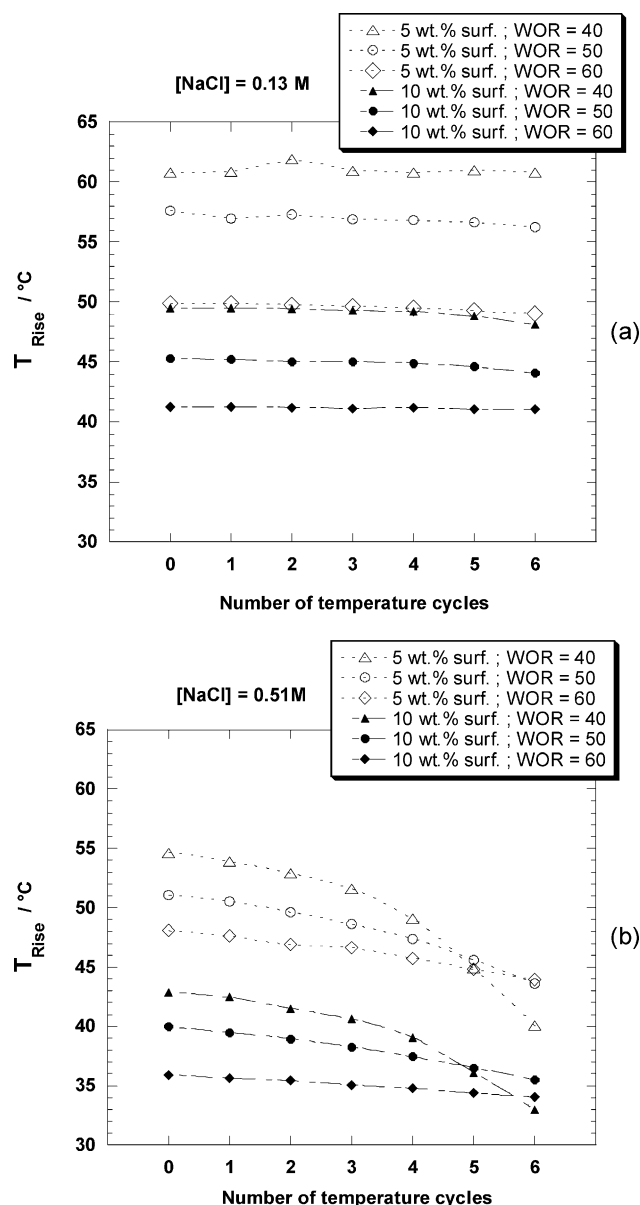 5 wt.% surf. ; WOR = 40
5 wt.% surf. ; WOR = 50
5 wt.% surf. ; WOR = 60
10 wt.% surf. ; WOR = 40
10 wt.% surf. ; WOR = 50
10 wt.% surf. ; WOR = 60
[NaCl] = 0.13 M
65
60
55
50
45
40
35
30
T Rise / °C
(a)
0 1 2 3 4 5 6
Number of temperature cycles
5 wt.% surf. ; WOR = 40
5 wt.% surf. ; WOR = 50
5 wt.% surf. ; WOR = 60
10 wt.% surf. ; WOR = 40
10 wt.% surf. ; WOR = 50
10 wt.% surf. ; WOR = 60
[NaCl] = 0.51M
65
60
55
50
45
40
35
30
T Rise / °C
(b)
0 1 2 3 4 5 6
Number of temperature cycles